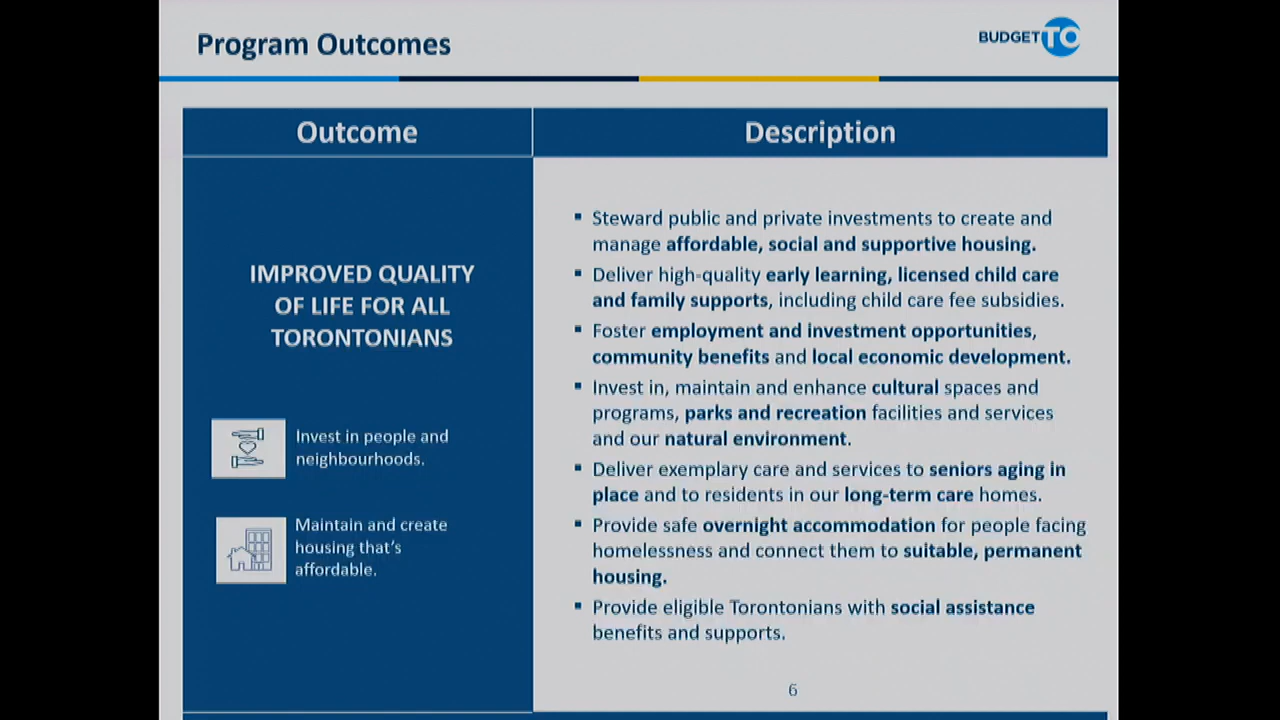 Program Outcomes
BUDGETTO
Outcome
Description
IMPROVED QUALITY
OF LIFE FOR ALL
TORONTONIANS
Invest in people and
neighbourhoods.
Maintain and create
housing that's
affordable.
▪ Steward public and private investments to create and
manage affordable, social and supportive housing.
▪ Deliver high-quality early learning, licensed child care
and family supports, including child care fee subsidies.
▪ Foster employment and investment opportunities,
community benefits and local economic development.
▪ Invest in, maintain and enhance cultural spaces and
programs, parks and recreation facilities and services
and our natural environment.
▪ Deliver exemplary care and services to seniors aging in
place and to residents in our long-term care homes.
▪ Provide safe overnight accommodation for people facing
homelessness and connect them to suitable, permanent
housing.
▪ Provide eligible Torontonians with social assistance
benefits and supports.
6